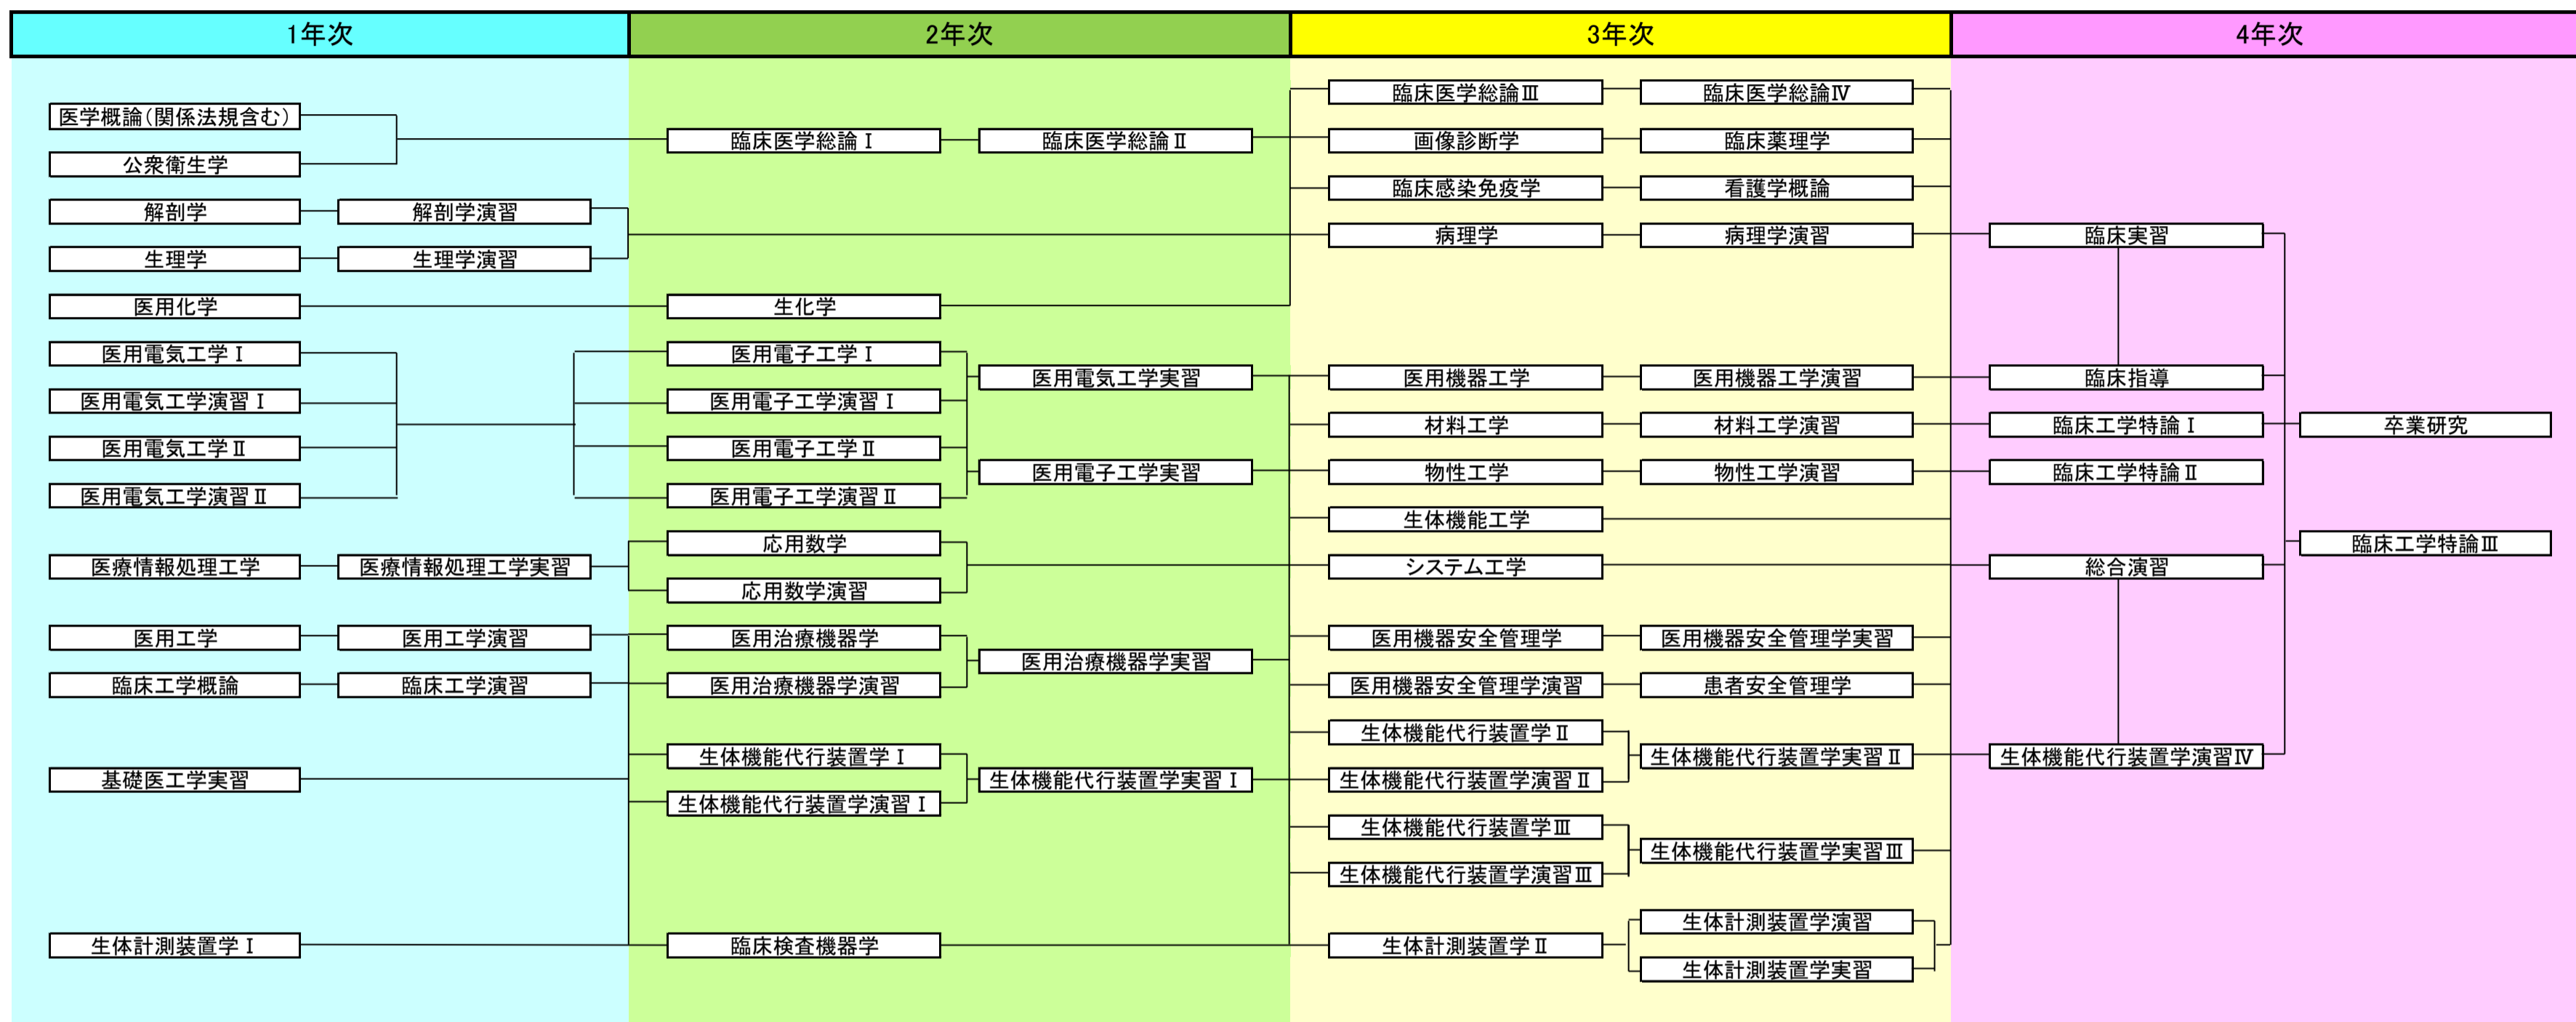 1年次
2年次
3年次
4年次
医学概論(関係法規含む)
公衆衛生学
解剖学
解剖学演習
生理学
生理学演習
医用化学
医用電気工学Ⅰ
医用電気工学演習Ⅰ
医用電気工学Ⅱ
医用電気工学演習Ⅱ
医療情報処理工学
医療情報処理工学実習
医用工学
医用工学演習
臨床工学概論
臨床工学演習
基礎医工学実習
生体計測装置学Ⅰ
臨床医学総論Ⅰ
臨床医学総論Ⅱ
生化学
医用電子工学Ⅰ
医用電子工学演習Ⅰ
医用電子工学Ⅱ
医用電子工学演習Ⅱ
医用電気工学実習
医用電子工学実習
応用数学
応用数学演習
医用治療機器学
医用治療機器学演習
医用治療機器学実習
生体機能代行装置学Ⅰ
生体機能代行装置学演習Ⅰ
生体機能代行装置学実習Ⅰ
臨床検査機器学
臨床医学総論Ⅲ
臨床医学総論Ⅳ
画像診断学
臨床薬理学
臨床感染免疫学
看護学概論
病理学
病理学演習
医用機器工学
医用機器工学演習
材料工学
材料工学演習
物性工学
物性工学演習
生体機能工学
システム工学
医用機器安全管理学
医用機器安全管理学実習
医用機器安全管理学演習
患者安全管理学
生体機能代行装置学Ⅱ
生体機能代行装置学演習Ⅱ
生体機能代行装置学実習Ⅱ
生体機能代行装置学Ⅲ
生体機能代行装置学演習Ⅲ
生体機能代行装置学実習Ⅲ
生体計測装置学Ⅱ
生体計測装置学演習
生体計測装置学実習
臨床実習
臨床指導
臨床工学特論Ⅰ
臨床工学特論Ⅱ
総合演習
生体機能代行装置学演習Ⅳ
卒業研究
臨床工学特論Ⅲ